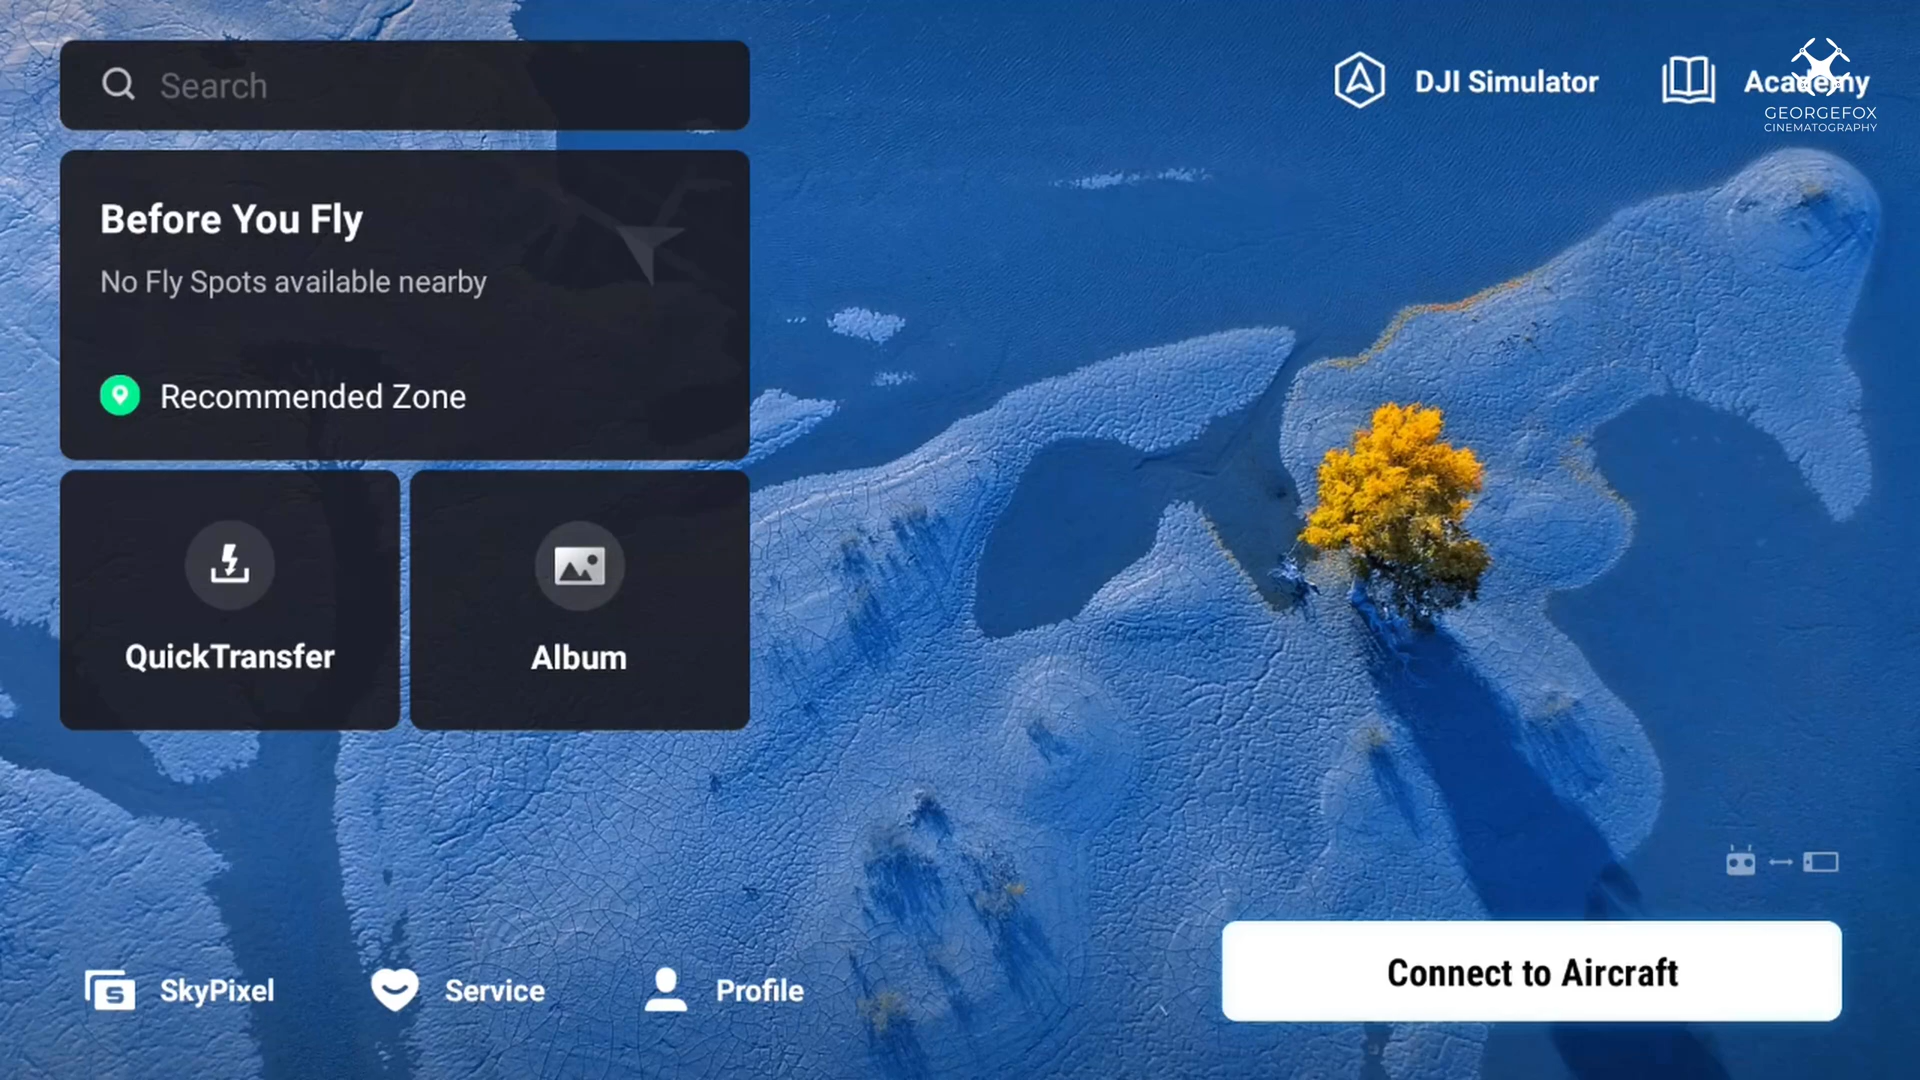 Search
DJI Simulator
Academy
GEORGEFOX
CINEMATOGRAPHY
Before You Fly
No Fly Spots available nearby
Recommended Zone
QuickTransfer
Album
SkyPixel
Service
Profile
Connect to Aircraft